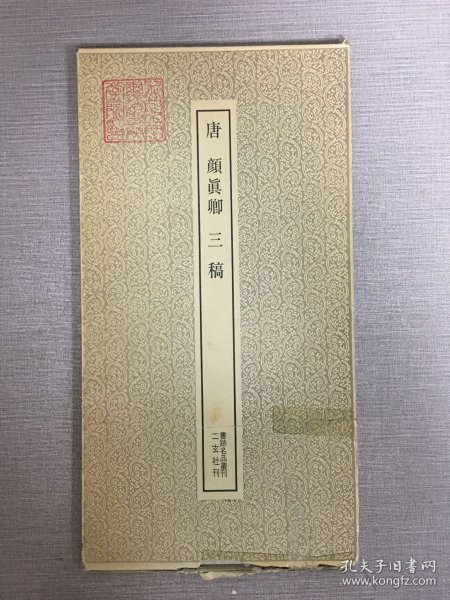 唐 顔眞卿 三稿
書跡名品叢刊
二玄社刊
孔夫子旧书网
www.kongfz.com